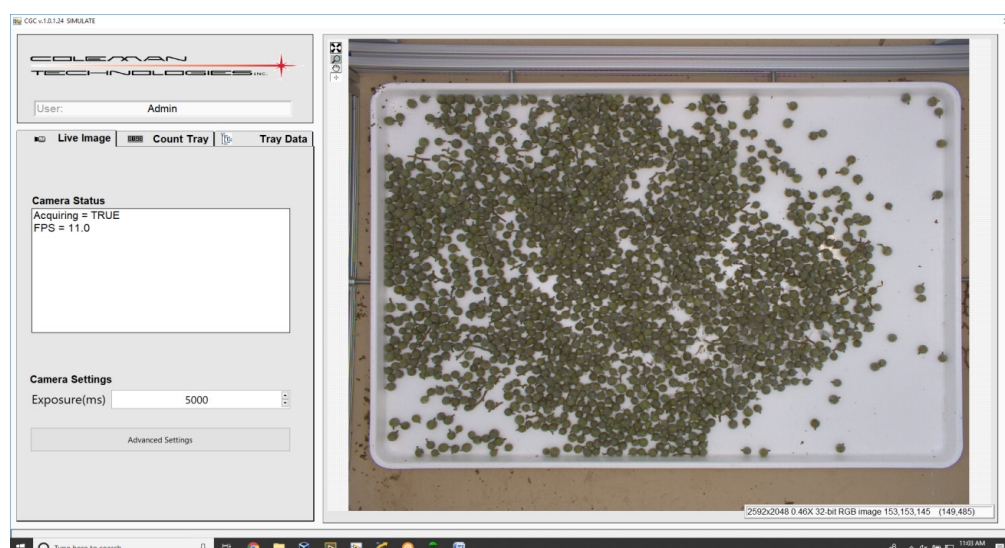 CGC v.1.0.1.24 SIMULATE
COLEMAN
TECHNOLOGIES INC.
User: Admin
Live Image Count Tray Tray Data
Camera Status
Acquiring = TRUE
FPS = 11.0
Camera Settings
Exposure(ms) 5000
Advanced Settings
2592x2048 0.46X 32-bit RGB image 153,153,145 (149,485)
Type here to search
11:03 AM